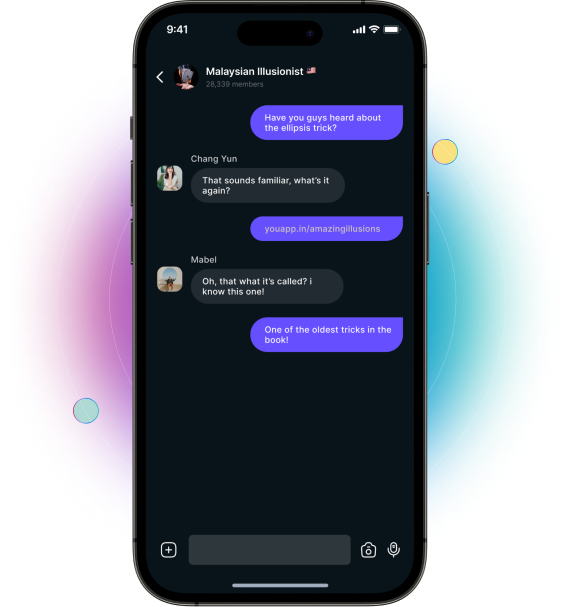 9:41
Malaysian Illusionist 🇲🇾
28,339 members
Have you guys heard about
the ellipsis trick?
Chang Yun
That sounds familiar, what's it
again?
youapp.in/amazingillusions
Mabel
Oh, that what it's called? i
know this one!
One of the oldest tricks in the
book!